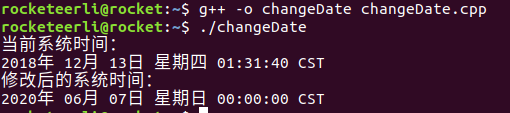 rocketeerli@rocket:~$ g++ -o changeDate changeDate.cpp
rocketeerli@rocket:~$ ./changeDate
当前系统时间：
2018年 12月 13日 星期四 01:31:40 CST
修改后的系统时间：
2020年 06月 07日 星期日 00:00:00 CST
rocketeerli@rocket:~$